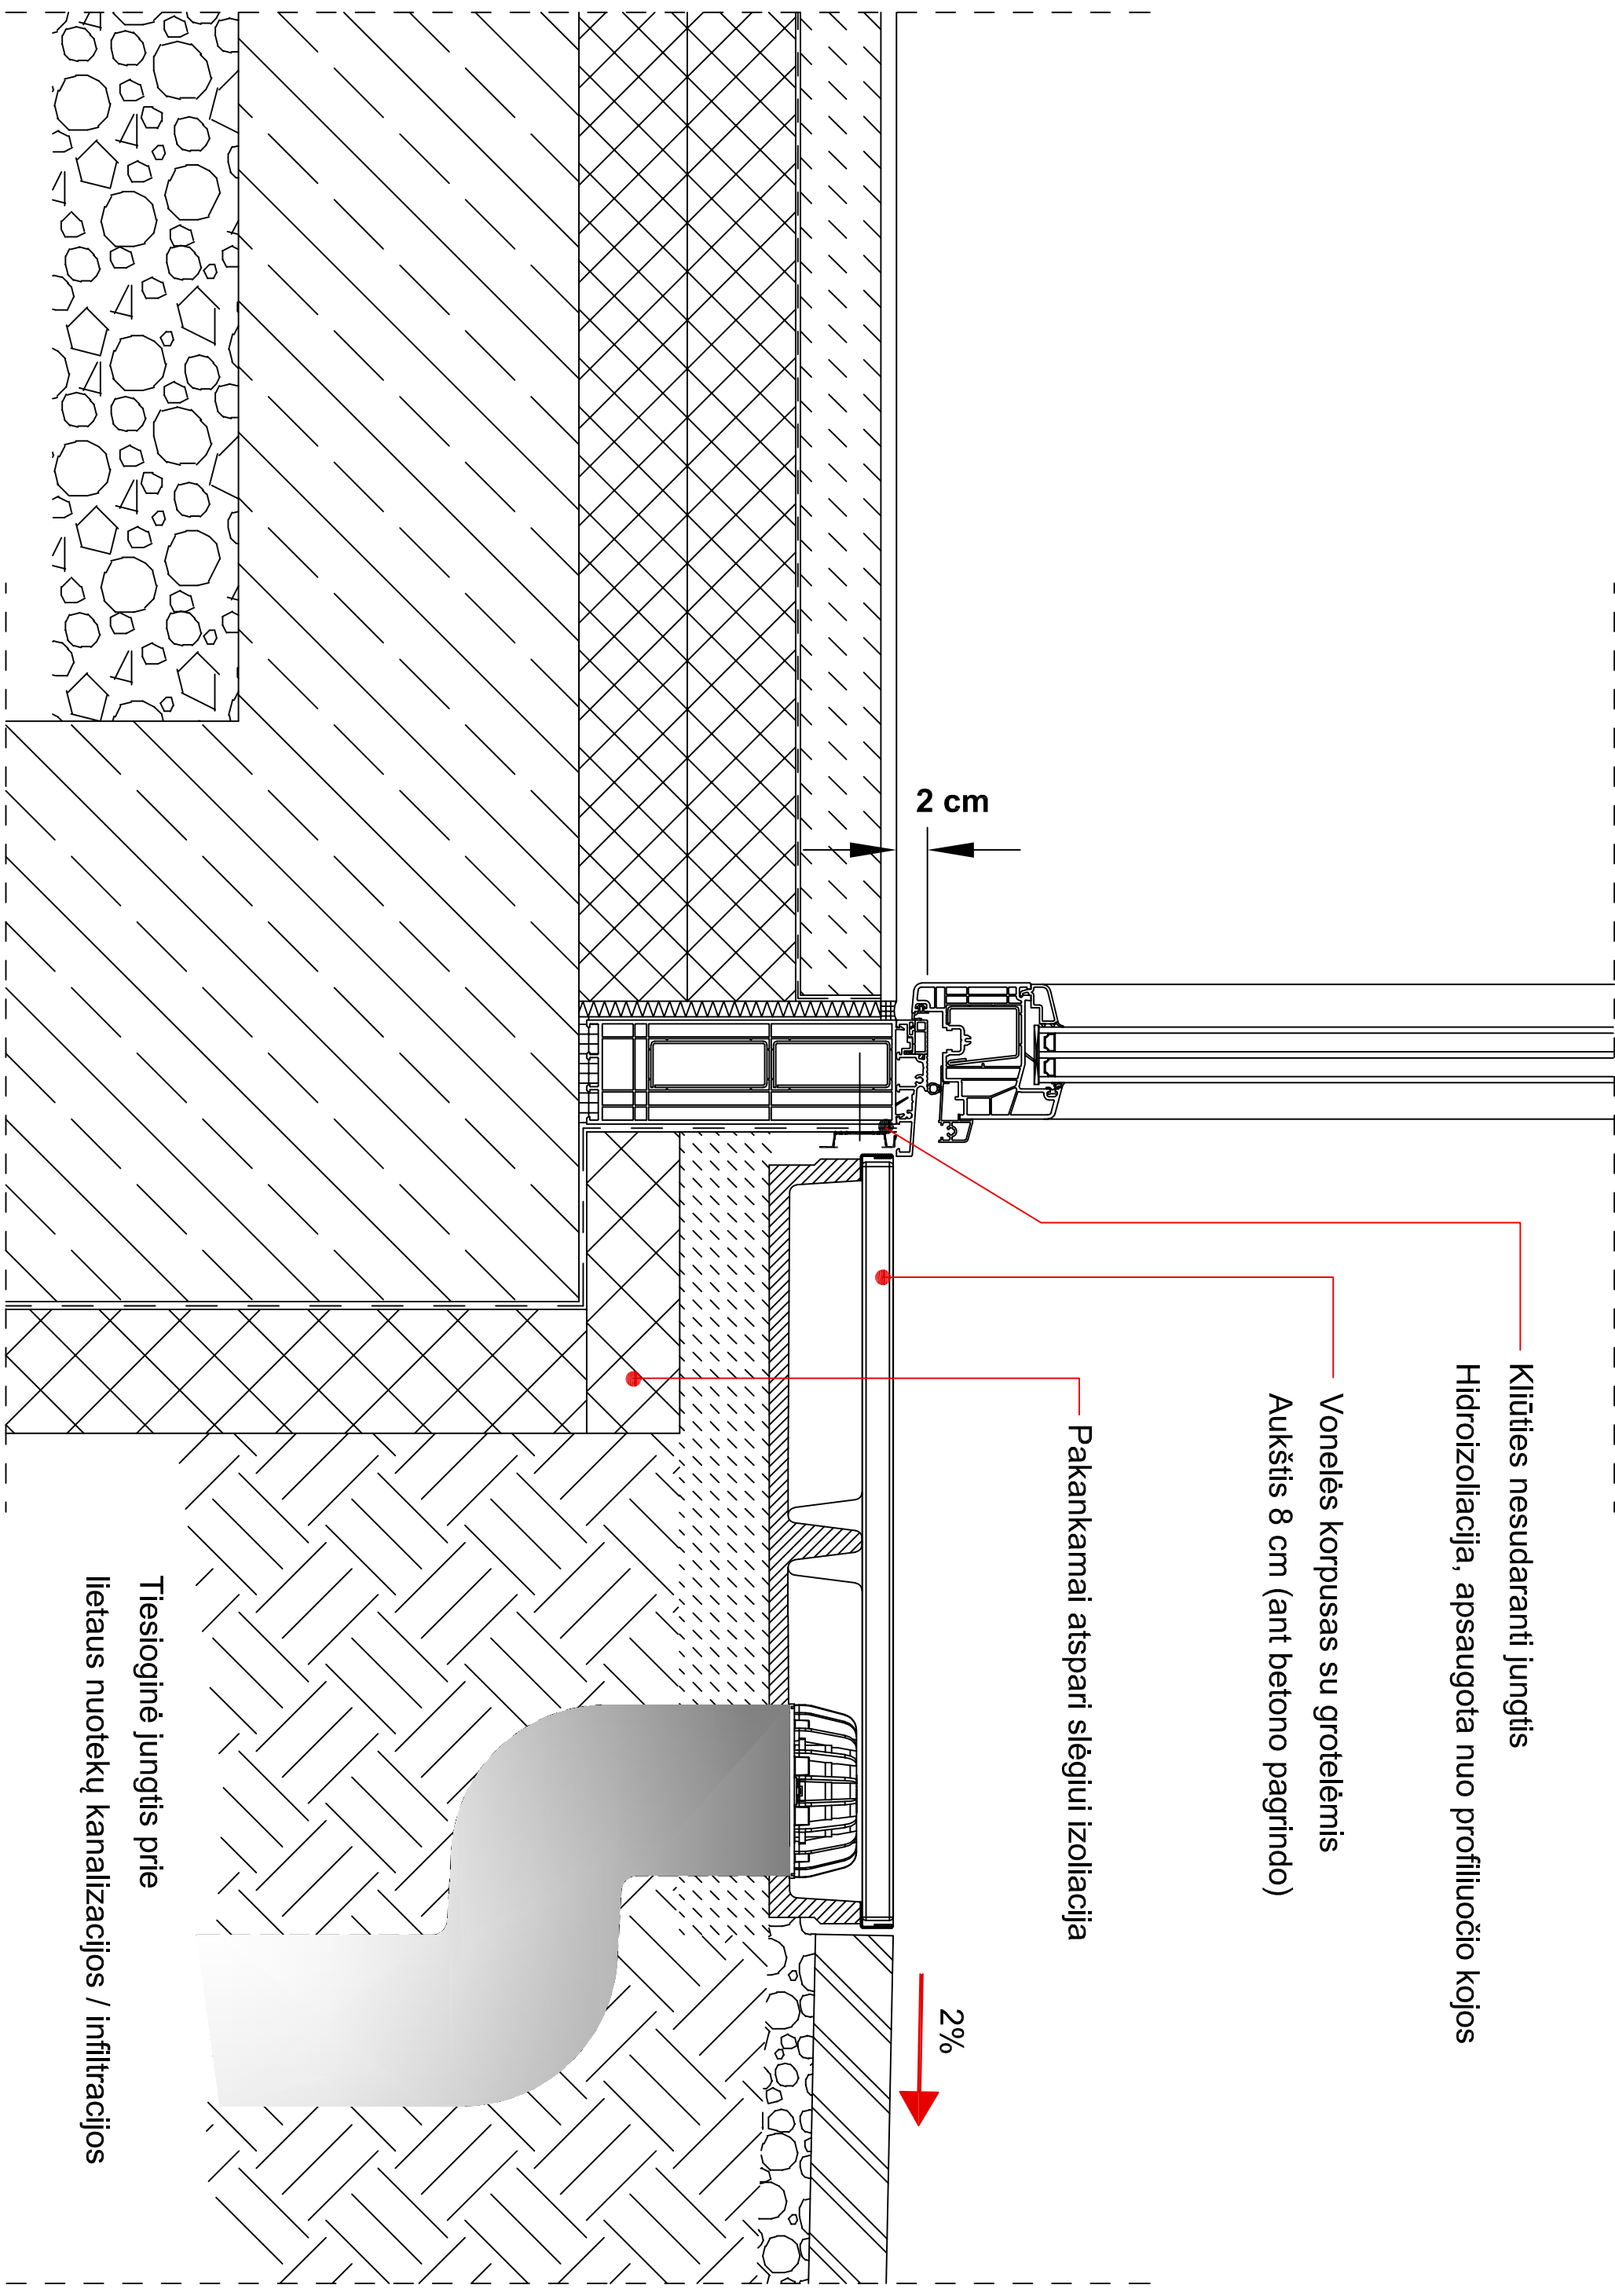 Kliūties nesudaranti jungtis
Hidroizoliacija, apsaugota nuo profiliuočio kojos
Vonelės korpusas su grotelėmis
Aukštis 8 cm (ant betono pagrindo)
Pakankamai atspari slėgiui izoliacija
2 cm
2%
Tiesioginė jungtis prie
lietaus nuotekų kanalizacijos / infiltracijos